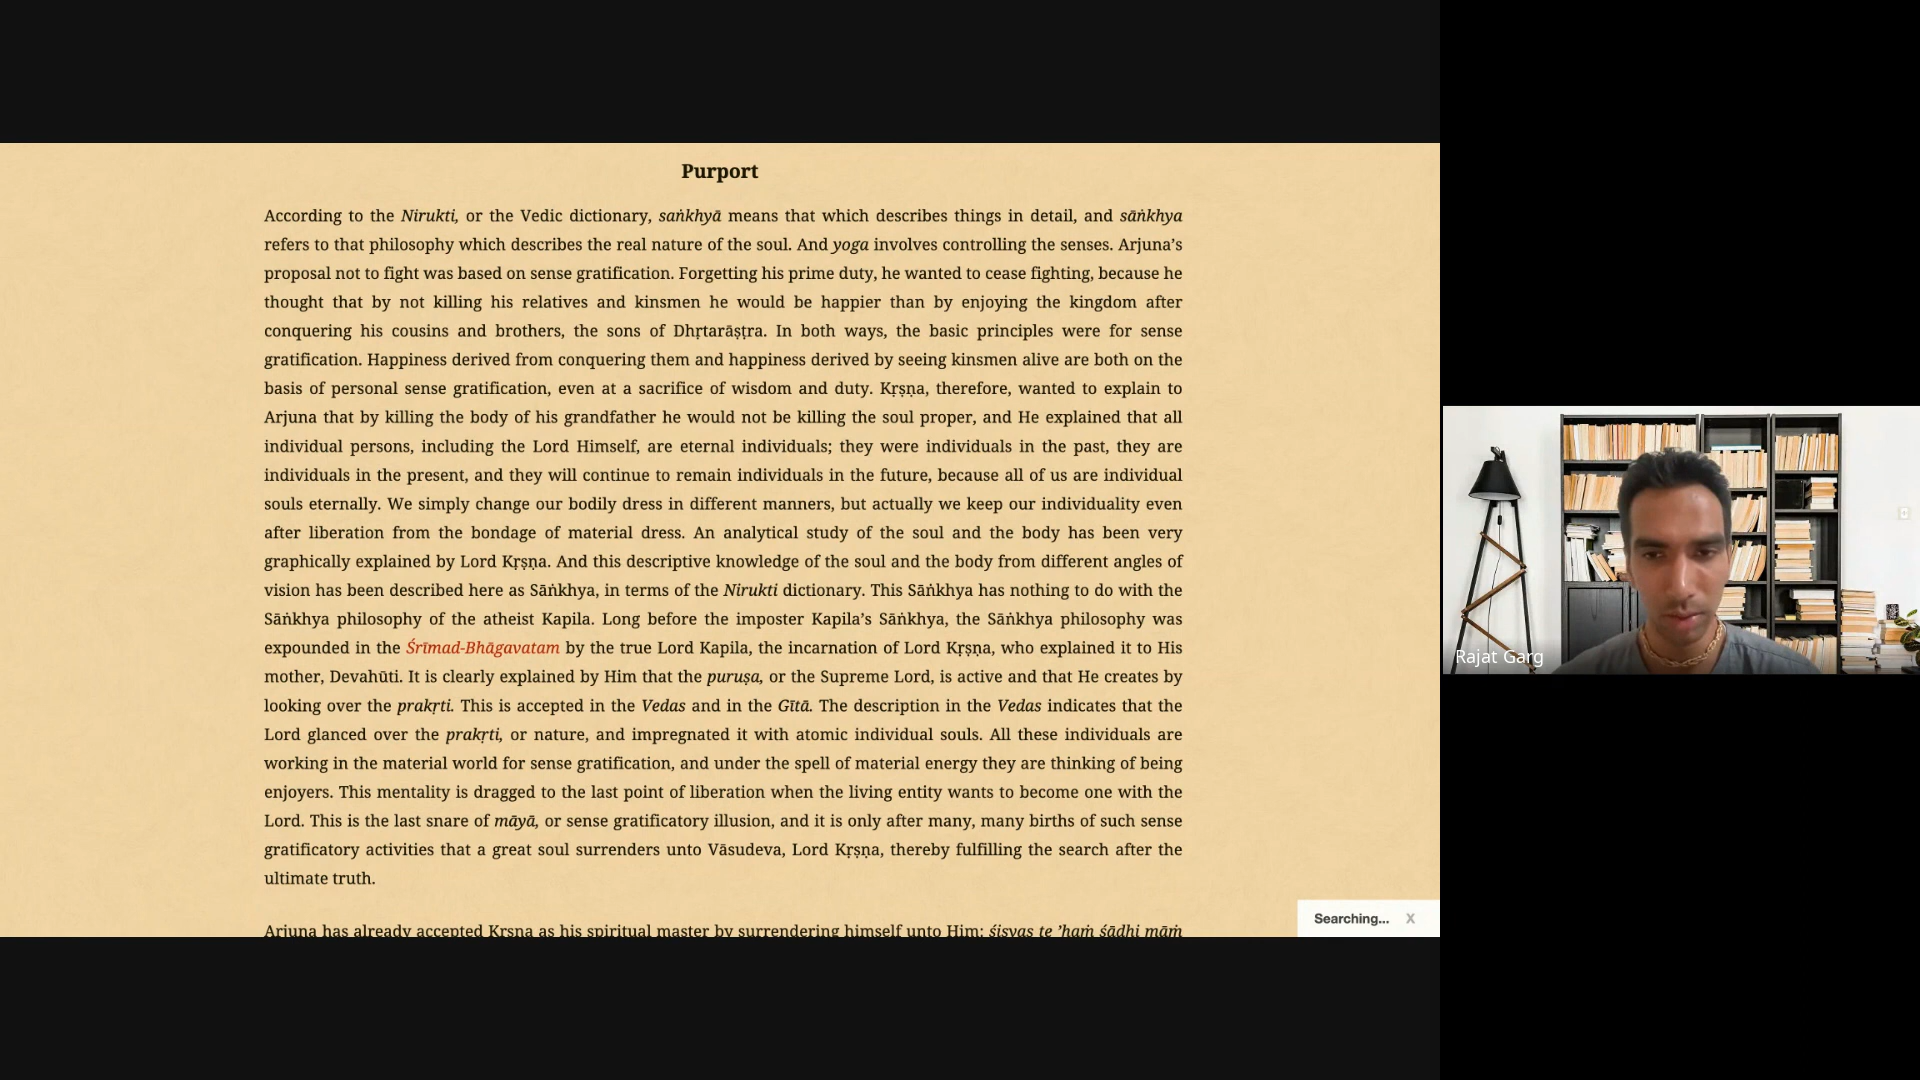 Purport
According to the Nirukti, or the Vedic dictionary, saṅkhyā means that which describes things in detail, and sāṅkhya
refers to that philosophy which describes the real nature of the soul. And yoga involves controlling the senses. Arjuna’s
proposal not to fight was based on sense gratification. Forgetting his prime duty, he wanted to cease fighting, because he
thought that by not killing his relatives and kinsmen he would be happier than by enjoying the kingdom after
conquering his cousins and brothers, the sons of Dhṛtarāṣṭra. In both ways, the basic principles were for sense
gratification. Happiness derived from conquering them and happiness derived by seeing kinsmen alive are both on the
basis of personal sense gratification, even at a sacrifice of wisdom and duty. Kṛṣṇa, therefore, wanted to explain to
Arjuna that by killing the body of his grandfather he would not be killing the soul proper, and He explained that all
individual persons, including the Lord Himself, are eternal individuals; they were individuals in the past, they are
individuals in the present, and they will continue to remain individuals in the future, because all of us are individual
souls eternally. We simply change our bodily dress in different manners, but actually we keep our individuality even
after liberation from the bondage of material dress. An analytical study of the soul and the body has been very
graphically explained by Lord Kṛṣṇa. And this descriptive knowledge of the soul and the body from different angles of
vision has been described here as Sāṅkhya, in terms of the Nirukti dictionary. This Sāṅkhya has nothing to do with the
Sāṅkhya philosophy of the atheist Kapila. Long before the imposter Kapila’s Sāṅkhya, the Sāṅkhya philosophy was
expounded in the Śrīmad-Bhāgavatam by the true Lord Kapila, the incarnation of Lord Kṛṣṇa, who explained it to His
mother, Devahūti. It is clearly explained by Him that the puruṣa, or the Supreme Lord, is active and that He creates by
looking over the prakṛti. This is accepted in the Vedas and in the Gītā. The description in the Vedas indicates that the
Lord glanced over the prakṛti, or nature, and impregnated it with atomic individual souls. All these individuals are
working in the material world for sense gratification, and under the spell of material energy they are thinking of being
enjoyers. This mentality is dragged to the last point of liberation when the living entity wants to become one with the
Lord. This is the last snare of māyā, or sense gratificatory illusion, and it is only after many, many births of such sense
gratificatory activities that a great soul surrenders unto Vāsudeva, Lord Kṛṣṇa, thereby fulfilling the search after the
ultimate truth.
Arjuna has already accepted Kṛṣṇa as his spiritual master by surrendering himself unto Him: śiṣyas te ’haṁ śādhi māṁ
Searching... X
Rajat Garg